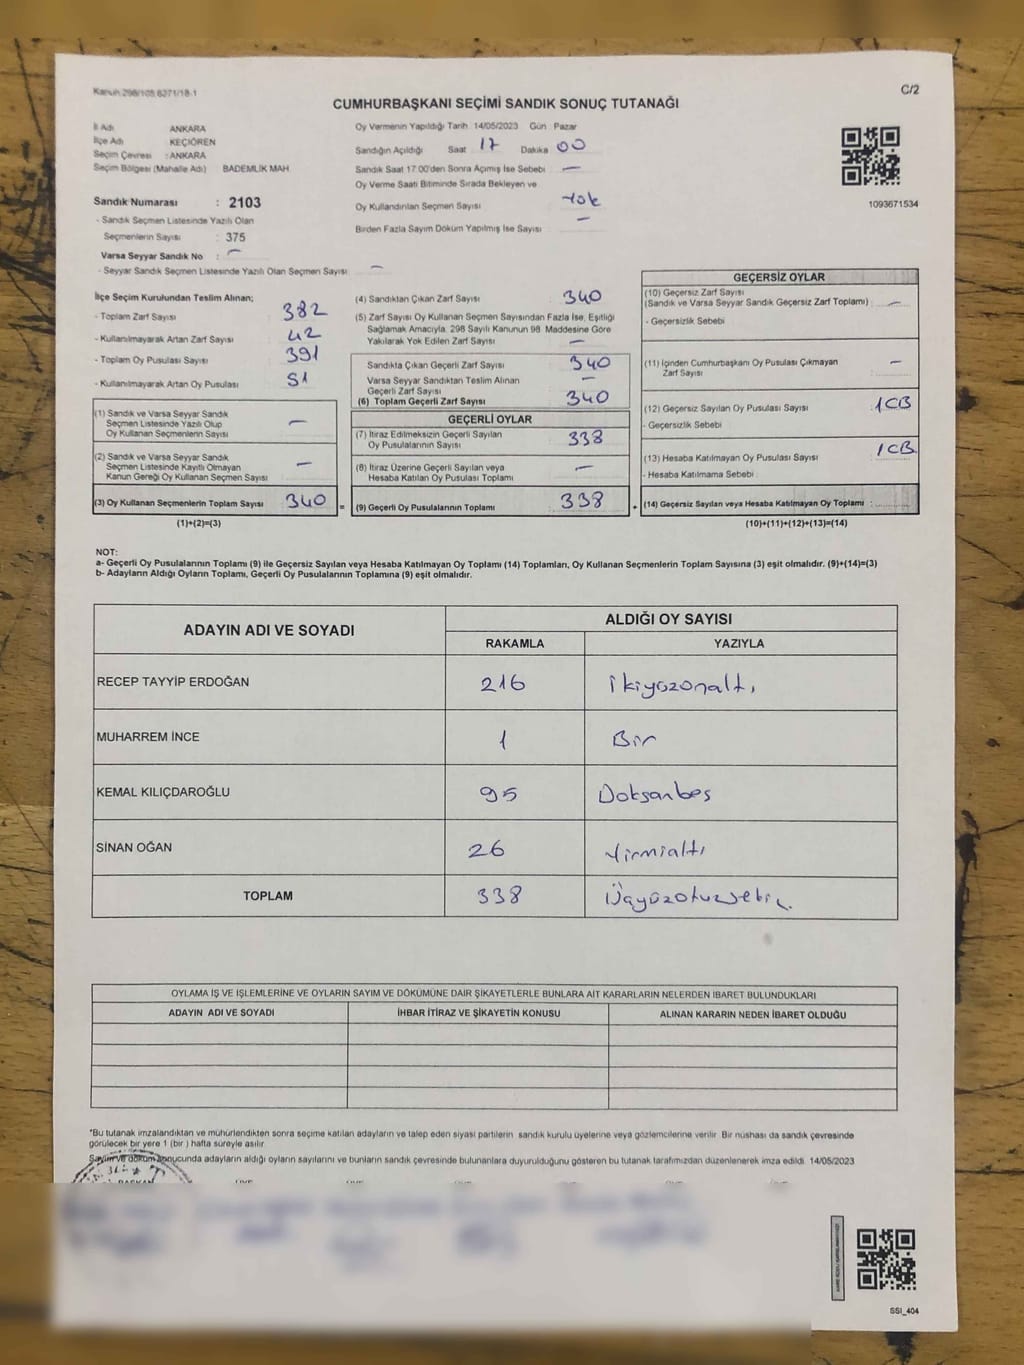 Kanun:298/105,6271/18-1
C/2
CUMHURBAŞKANI SEÇİMİ SANDIK SONUÇ TUTANAĞI
İl Adı ANKARA
İlçe Adı KEÇİÖREN
Seçim Çevresi : ANKARA
Seçim Bölgesi (Mahalle Adı) BADEMLİK MAH
Sandık Numarası : 2103
- Sandık Seçmen Listesinde Yazılı Olan
Seçmenlerin Sayısı : 375
Varsa Seyyar Sandık No : —
- Seyyar Sandık Seçmen Listesinde Yazılı Olan Seçmen Sayısı —
Oy Vermenin Yapıldığı Tarih 14/05/2023 Gün Pazar
Sandığın Açıldığı Saat 17 Dakika 00
Sandık Saat 17:00'den Sonra Açımış İse Sebebi —
Oy Verme Saati Bitiminde Sırada Bekleyen ve
Oy Kullandırılan Seçmen Sayısı Yok
Birden Fazla Sayım Döküm Yapılmış İse Sayısı —
1093671534
İlçe Seçim Kurulundan Teslim Alınan;
- Toplam Zarf Sayısı 382
- Kullanılmayarak Artan Zarf Sayısı 42
- Toplam Oy Pusulası Sayısı 391
- Kullanılmayarak Artan Oy Pusulası 51
(1) Sandık ve Varsa Seyyar Sandık
Seçmen Listesinde Yazılı Olup
Oy Kullanan Seçmenlerin Sayısı —
(2) Sandık ve Varsa Seyyar Sandık
Seçmen Listesinde Kayıtlı Olmayan
Kanun Gereği Oy Kullanan Seçmen Sayısı —
(3) Oy Kullanan Seçmenlerin Toplam Sayısı 340 =
(1)+(2)=(3)
(4) Sandıktan Çıkan Zarf Sayısı 340
(5) Zarf Sayısı Oy Kullanan Seçmen Sayısından Fazla İse, Eşitliği
Sağlamak Amacıyla, 298 Sayılı Kanunun 98. Maddesine Göre
Yakılarak Yok Edilen Zarf Sayısı —
Sandıkta Çıkan Geçerli Zarf Sayısı 340
Varsa Seyyar Sandıktan Teslim Alınan
Geçerli Zarf Sayısı —
(6) Toplam Geçerli Zarf Sayısı 340
GEÇERLİ OYLAR
(7) İtiraz Edilmeksizin Geçerli Sayılan
Oy Pusulalarının Sayısı 338
(8) İtiraz Üzerine Geçerli Sayılan veya
Hesaba Katılan Oy Pusulası Toplamı —
(9) Geçerli Oy Pusulalarının Toplamı 338 +
GEÇERSİZ OYLAR
(10) Geçersiz Zarf Sayısı
(Sandık ve Varsa Seyyar Sandık Geçersiz Zarf Toplamı) —
- Geçersizlik Sebebi
(11) İçinden Cumhurbaşkanı Oy Pusulası Çıkmayan
Zarf Sayısı —
(12) Geçersiz Sayılan Oy Pusulası Sayısı 1CB
- Geçersizlik Sebebi
(13) Hesaba Katılmayan Oy Pusulası Sayısı 1CB
- Hesaba Katılmama Sebebi
(14) Geçersiz Sayılan veya Hesaba Katılmayan Oy Toplamı
(10)+(11)+(12)+(13)=(14)
NOT:
a- Geçerli Oy Pusulalarının Toplamı (9) ile Geçersiz Sayılan veya Hesaba Katılmayan Oy Toplamı (14) Toplamları, Oy Kullanan Seçmenlerin Toplam Sayısına (3) eşit olmalıdır. (9)+(14)=(3)
b- Adayların Aldığı Oyların Toplamı, Geçerli Oy Pusulalarının Toplamına (9) eşit olmalıdır.
ADAYIN ADI VE SOYADI
ALDIĞI OY SAYISI
RAKAMLA YAZIYLA
RECEP TAYYİP ERDOĞAN 216 ikiyüzonaltı
MUHARREM İNCE 1 Bir
KEMAL KILIÇDAROĞLU 95 Doksanbeş
SİNAN OĞAN 26 Yirmialtı
TOPLAM 338
OYLAMA İŞ VE İŞLEMLERİNE VE OYLARIN SAYIM VE DÖKÜMÜNE DAİR ŞİKAYETLERLE BUNLARA AİT KARARLARIN NELERDEN İBARET BULUNDUKLARI
ADAYIN ADI VE SOYADI İHBAR İTİRAZ VE ŞİKAYETİN KONUSU ALINAN KARARIN NEDEN İBARET OLDUĞU
*Bu tutanak imzalandıktan ve mühürlendikten sonra seçime katılan adayların ve talep eden siyasi partilerin sandık kurulu üyelerine veya gözlemcilerine verilir. Bir nüshası da sandık çevresinde
görülecek bir yere 1 (bir) hafta süreyle asılır.
Sayım ve döküm sonucunda adayların aldığı oyların sayılarını ve bunların sandık çevresinde bulunanlara duyurulduğunu gösteren bu tutanak tarafımızdan düzenlenerek imza edildi. 14/05/2023
SSI_404